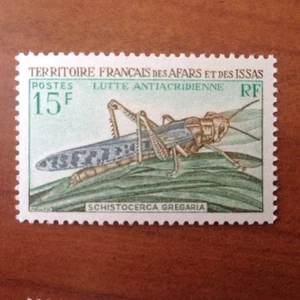 TERRITOIRE FRANÇAIS DES AFARS ET DES ISSAS
POSTES LUTTE ANTIACRIDIENNE RF
15F
SCHISTOCERCA GREGARIA